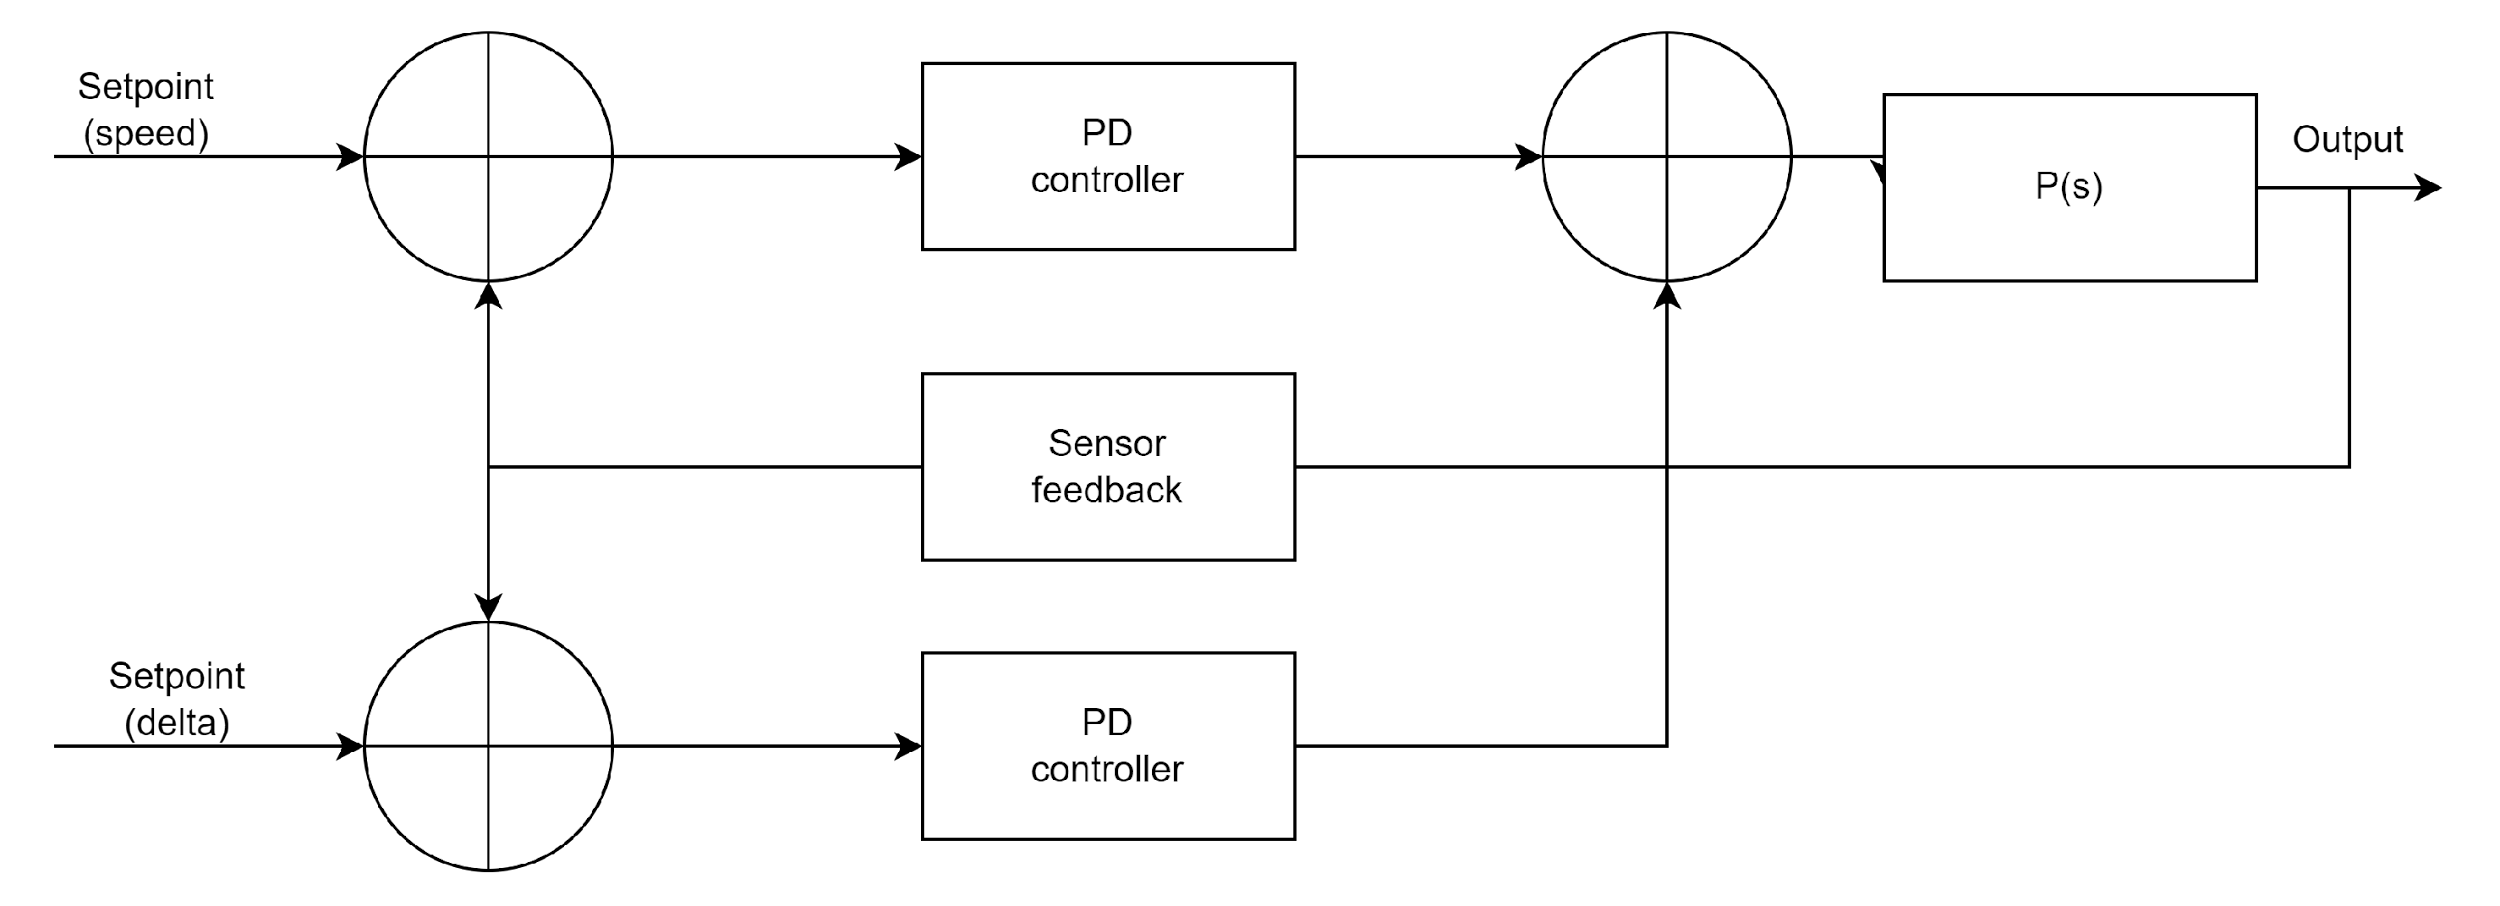 Setpoint
(speed)
PD
controller
P(s)
Output
Sensor
feedback
Setpoint
(delta)
PD
controller